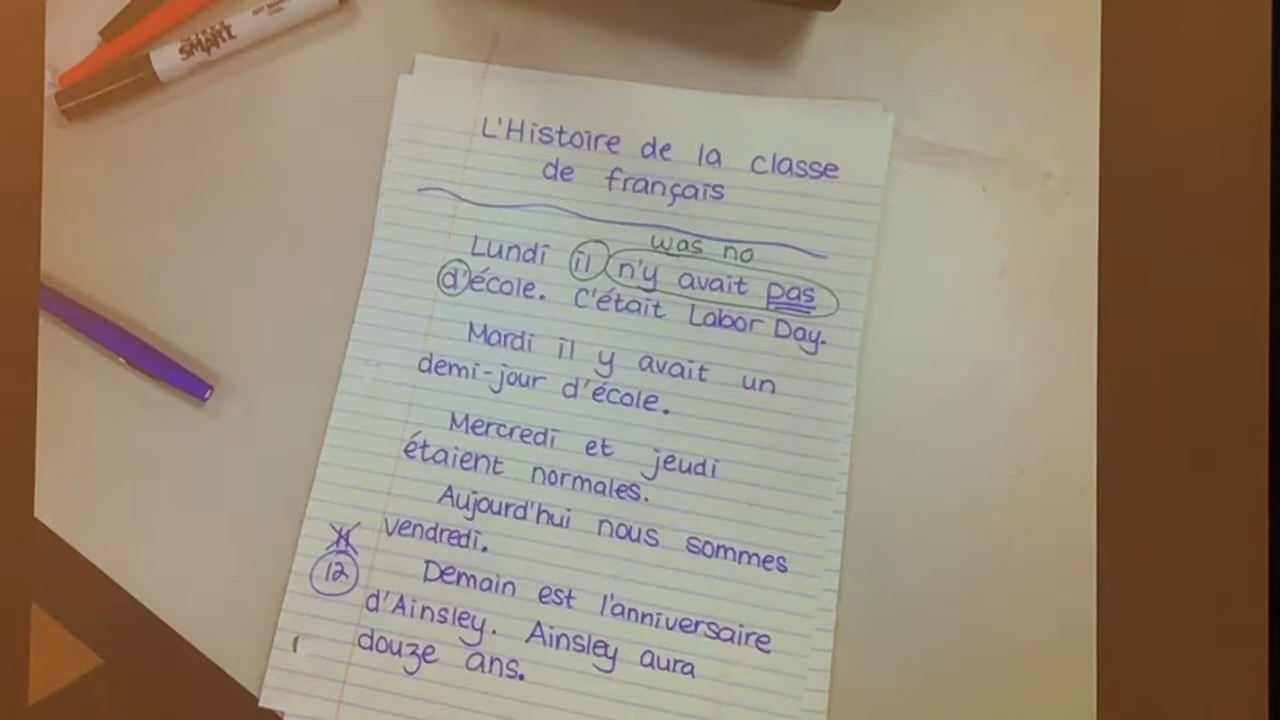 SMART
L'Histoire de la classe
de français
was no
Lundi il n'y avait pas
d'école. C'était Labor Day.
Mardi il y avait un
demi-jour d'école.
Mercredi et jeudi
étaient normales.
Aujourd'hui nous sommes
vendredi.
12
Demain est l'anniversaire
d'Ainsley. Ainsley aura
douze ans.